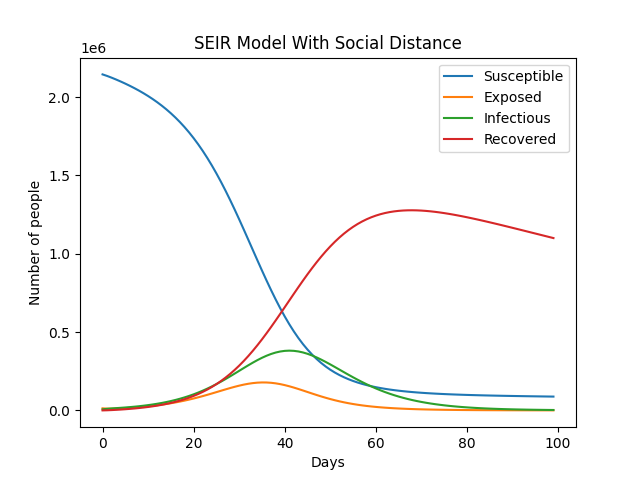 SEIR Model With Social Distance
1e6
Susceptible
Exposed
Infectious
Recovered
2.0
1.5
1.0
0.5
0.0
Number of people
0 20 40 60 80 100
Days